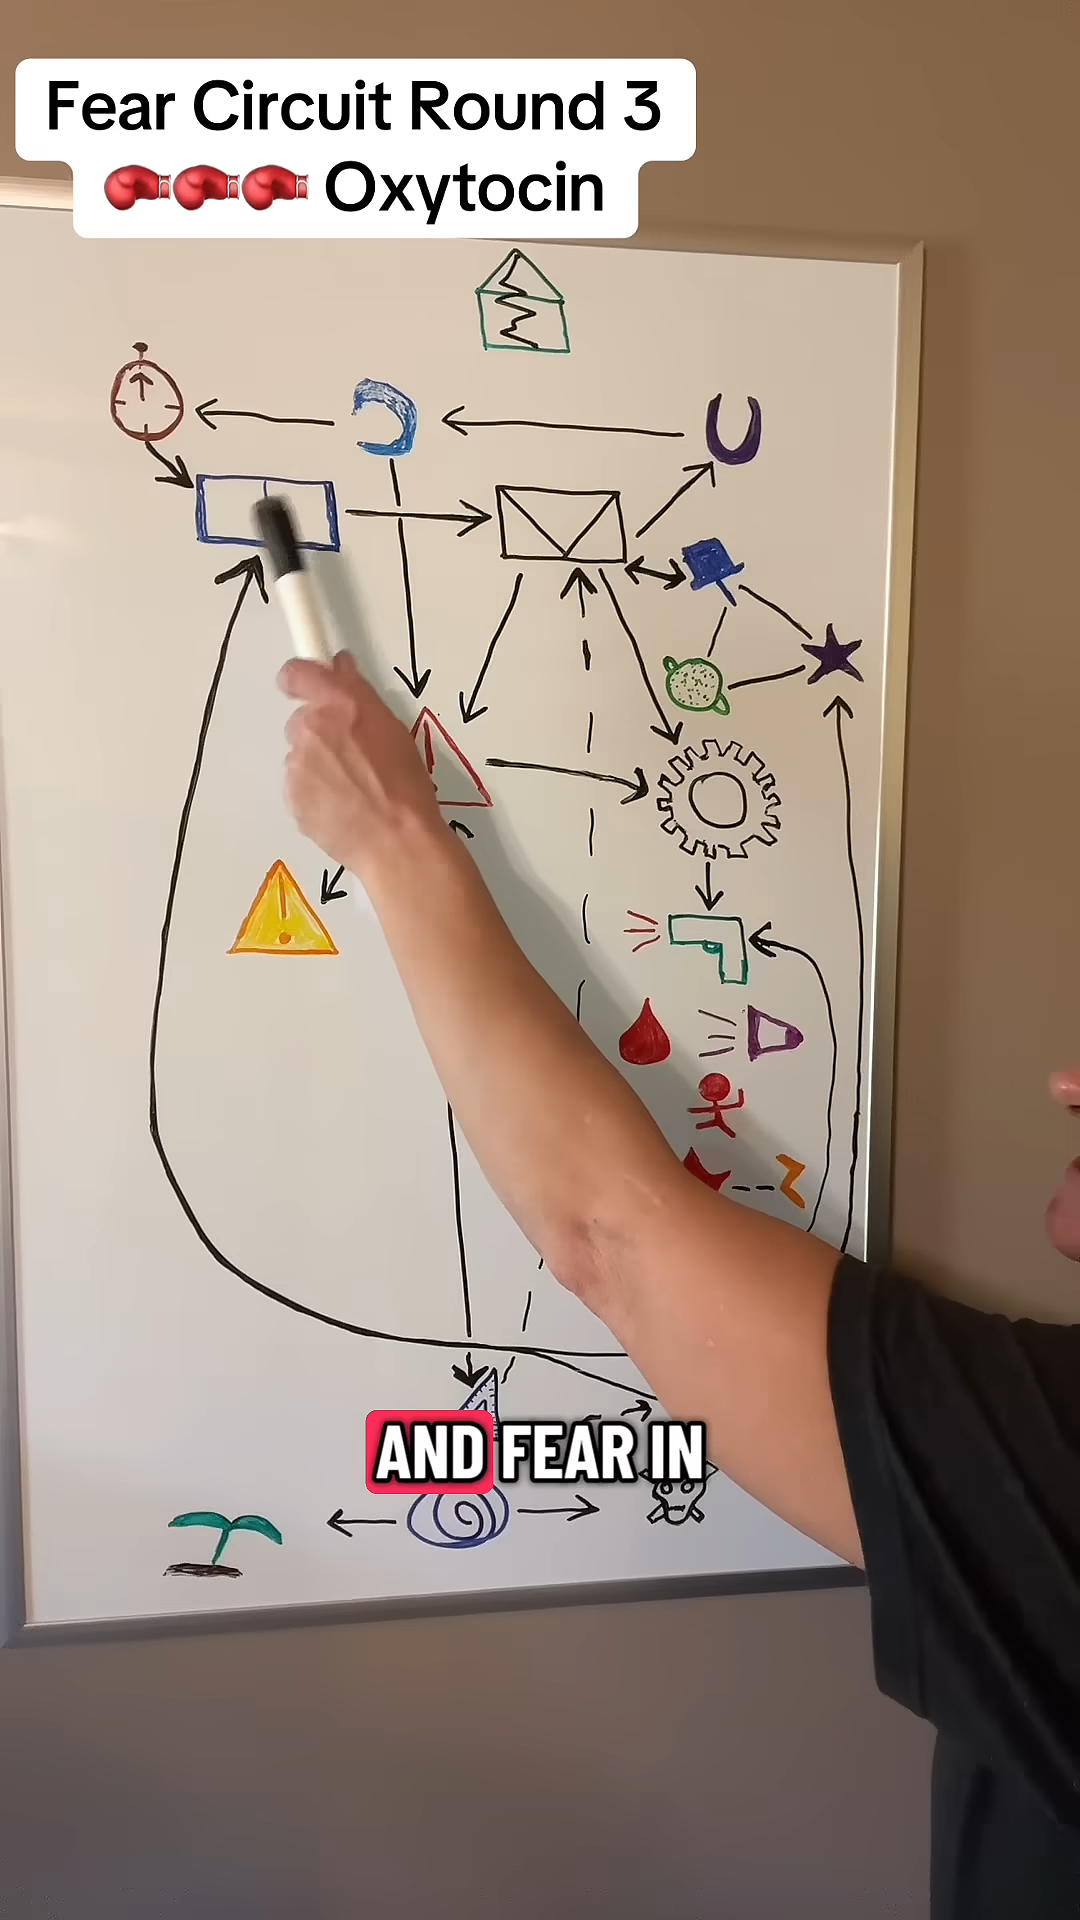 Fear Circuit Round 3
🥊🥊🥊 Oxytocin
AND FEAR IN